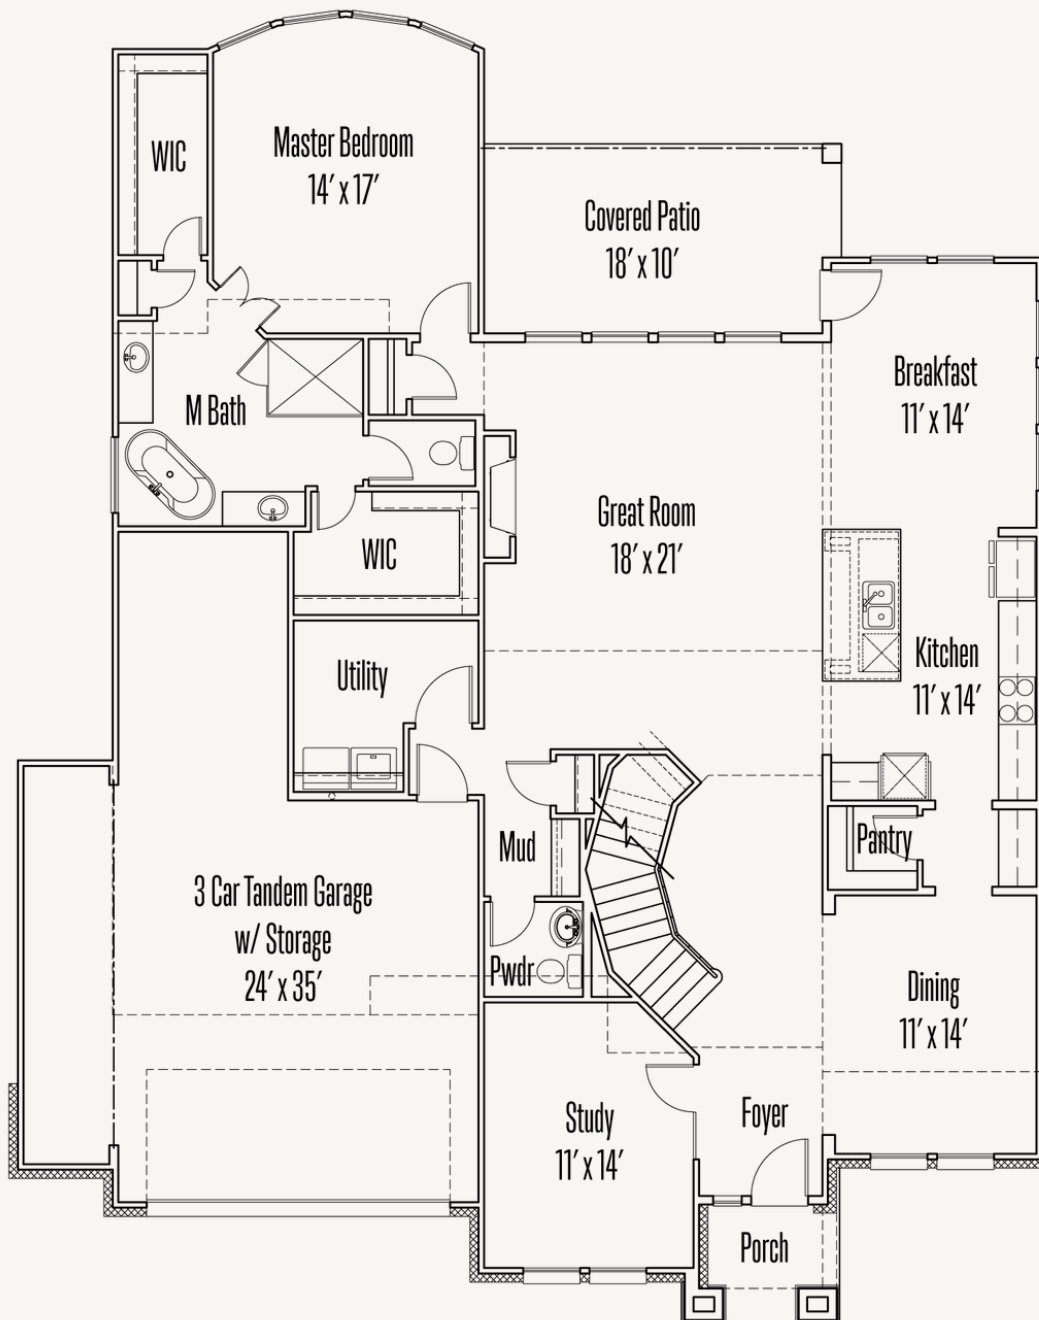 WIC
Master Bedroom
14' x 17'
Covered Patio
18' x 10'
Breakfast
11' x 14'
M Bath
Great Room
18' x 21'
WIC
Kitchen
11' x 14'
Utility
Pantry
Mud
3 Car Tandem Garage
w/ Storage
24' x 35'
Pwdr
Dining
11' x 14'
Study
11' x 14'
Foyer
Porch